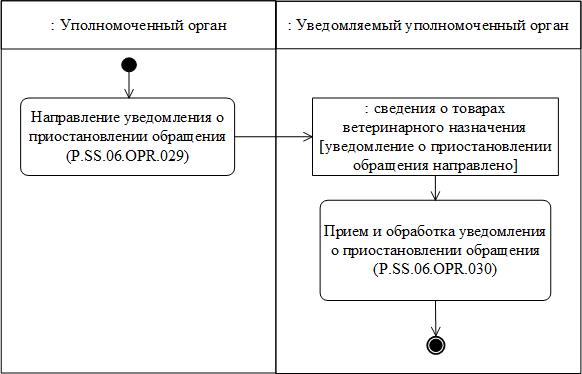 : Уполномоченный орган
: Уведомляемый уполномоченный орган
Направление уведомления о
приостановлении обращения
(P.SS.06.OPR.029)
: сведения о товарах
ветеринарного назначения
[уведомление о приостановлении
обращения направлено]
Прием и обработка уведомления
о приостановлении обращения
(P.SS.06.OPR.030)